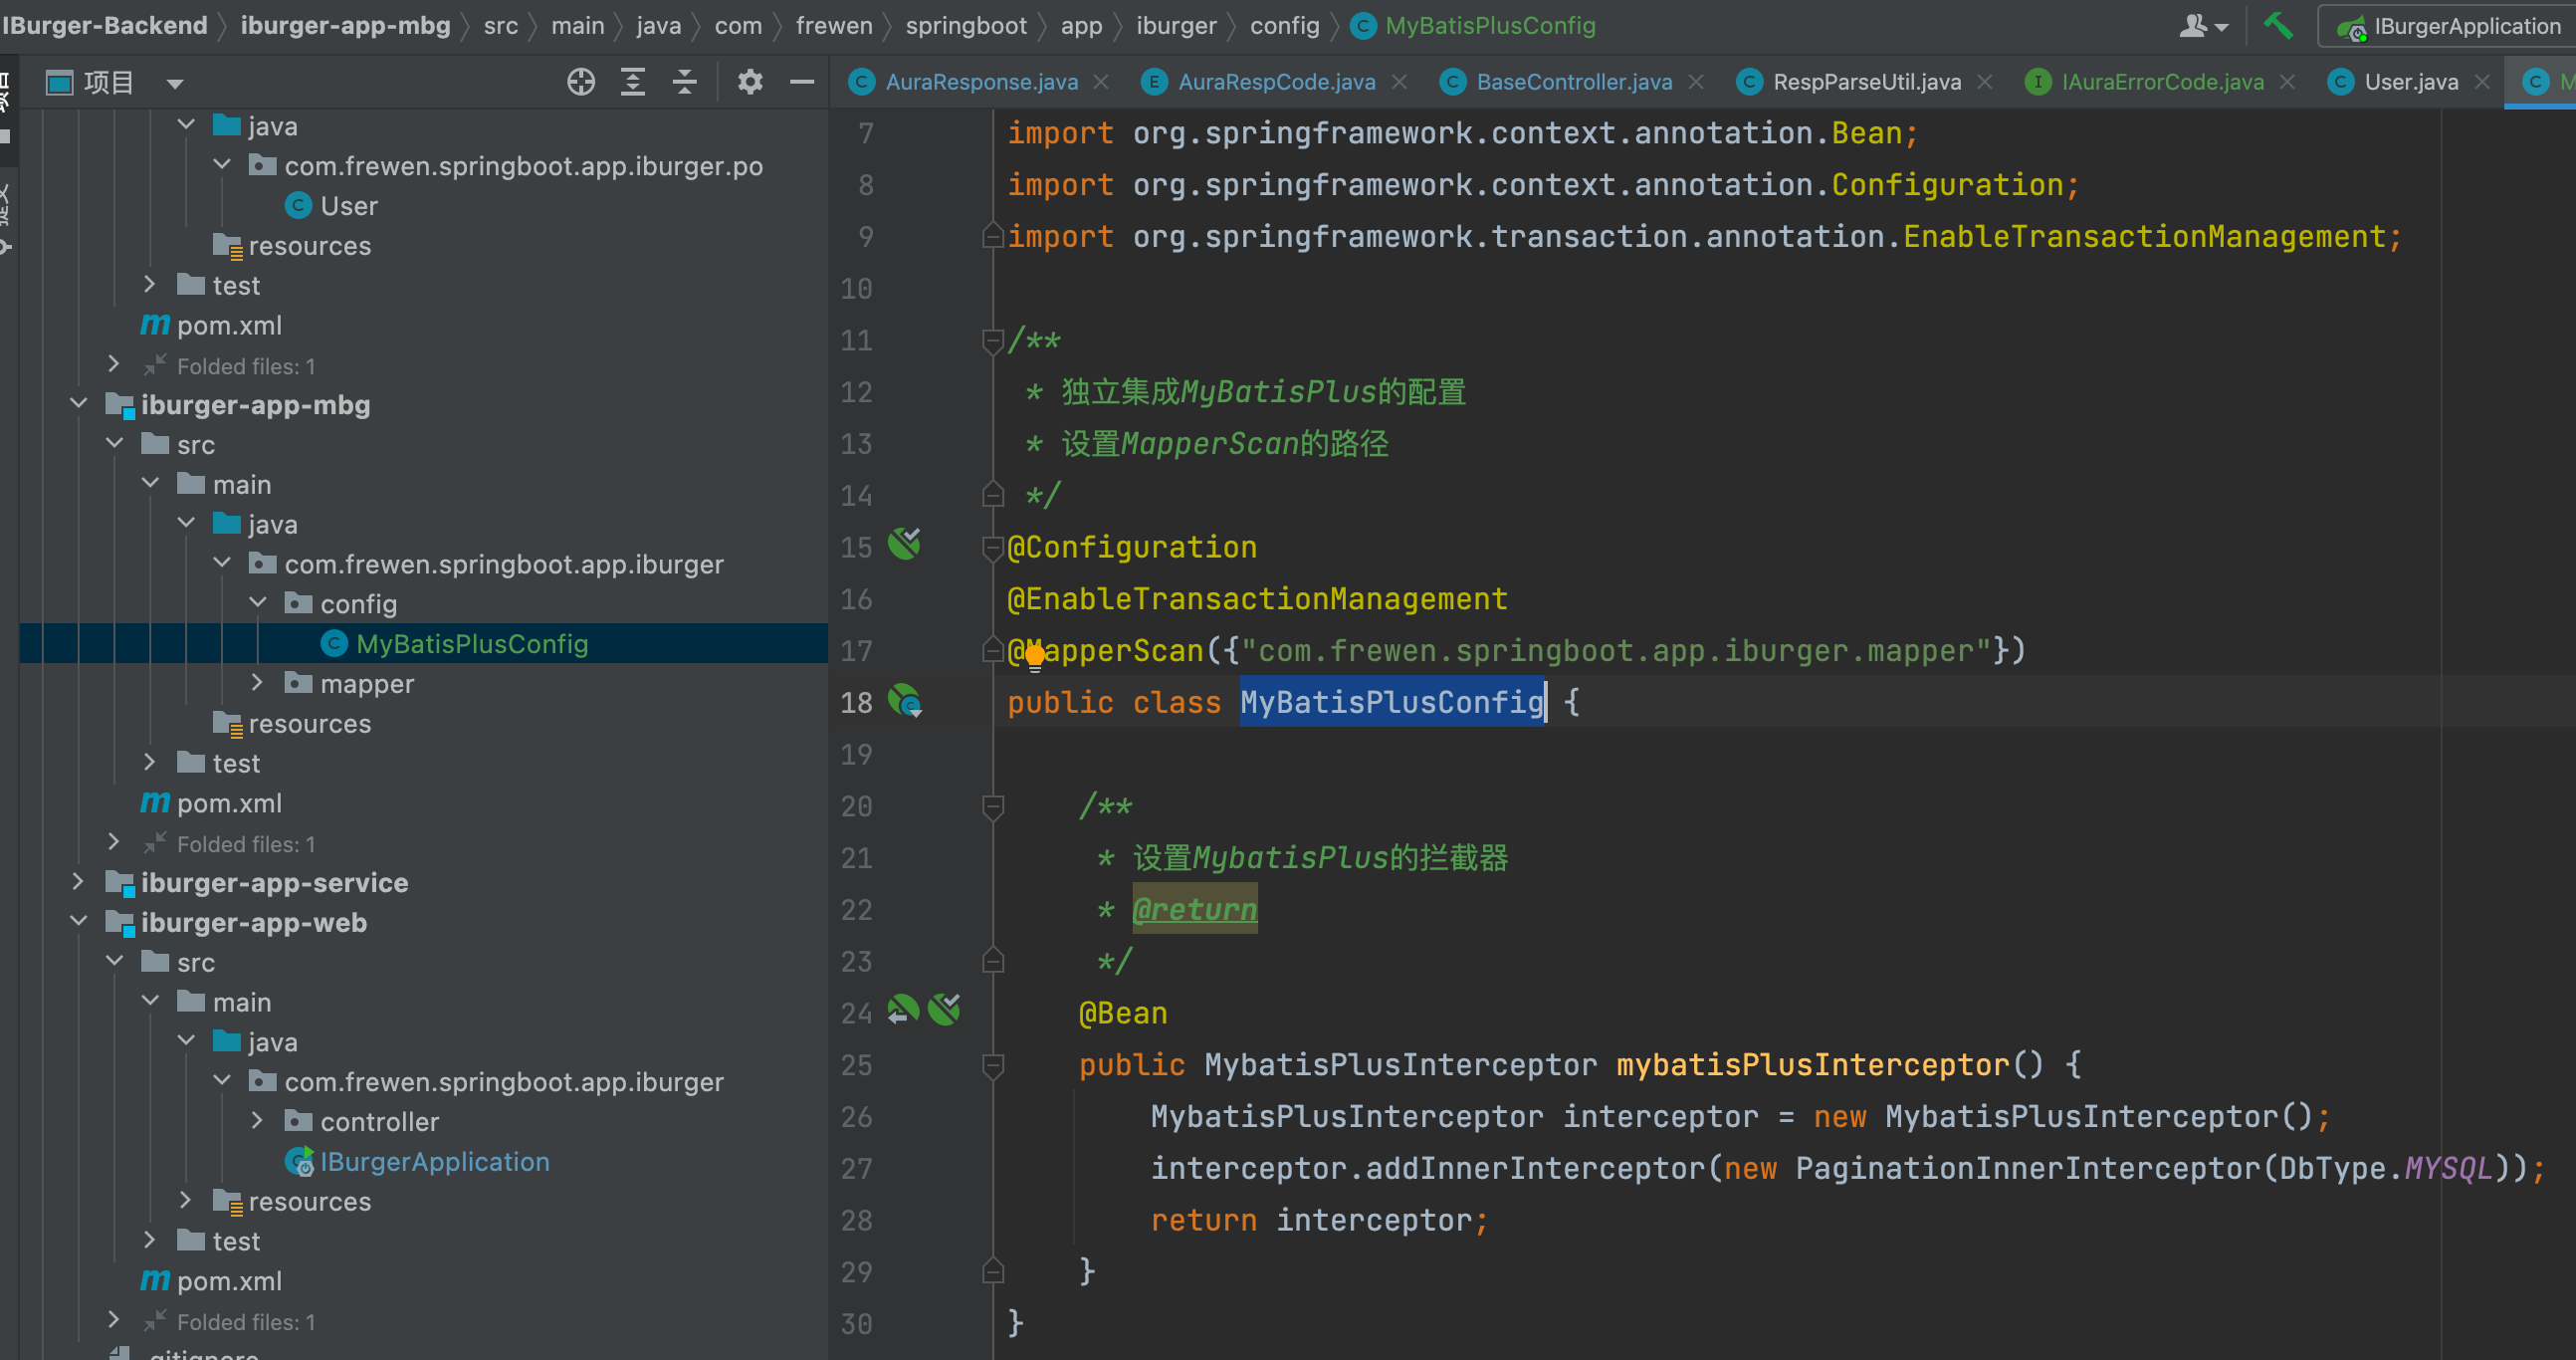 IBurger-Backend iburger-app-mbg src main java com frewen springboot app iburger config MyBatisPlusConfig IBurgerApplication
项目
AuraResponse.java AuraRespCode.java BaseController.java RespParseUtil.java IAuraErrorCode.java User.java
java
com.frewen.springboot.app.iburger.po
User
resources
test
pom.xml
Folded files: 1
iburger-app-mbg
src
main
java
com.frewen.springboot.app.iburger
config
MyBatisPlusConfig
mapper
resources
test
pom.xml
Folded files: 1
iburger-app-service
iburger-app-web
src
main
java
com.frewen.springboot.app.iburger
controller
IBurgerApplication
resources
test
pom.xml
Folded files: 1
.gitignore
7 import org.springframework.context.annotation.Bean;
8 import org.springframework.context.annotation.Configuration;
9 import org.springframework.transaction.annotation.EnableTransactionManagement;
10
11 /**
12 * 独立集成MyBatisPlus的配置
13 * 设置MapperScan的路径
14 */
15 @Configuration
16 @EnableTransactionManagement
17 @MapperScan({"com.frewen.springboot.app.iburger.mapper"})
18 public class MyBatisPlusConfig {
19
20 /**
21 * 设置MybatisPlus的拦截器
22 * @return
23 */
24 @Bean
25 public MybatisPlusInterceptor mybatisPlusInterceptor() {
26 MybatisPlusInterceptor interceptor = new MybatisPlusInterceptor();
27 interceptor.addInnerInterceptor(new PaginationInnerInterceptor(DbType.MYSQL));
28 return interceptor;
29 }
30 }